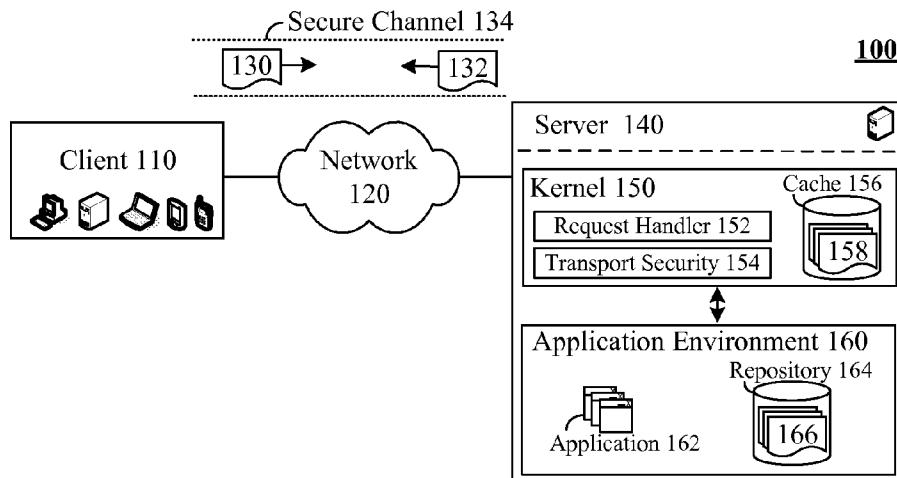 Secure Channel 134
130
132
100
Server 140
Client 110
Network
120
Kernel 150
Cache 156
Request Handler 152
158
Transport Security 154
Application Environment 160
Repository 164
166
Application 162